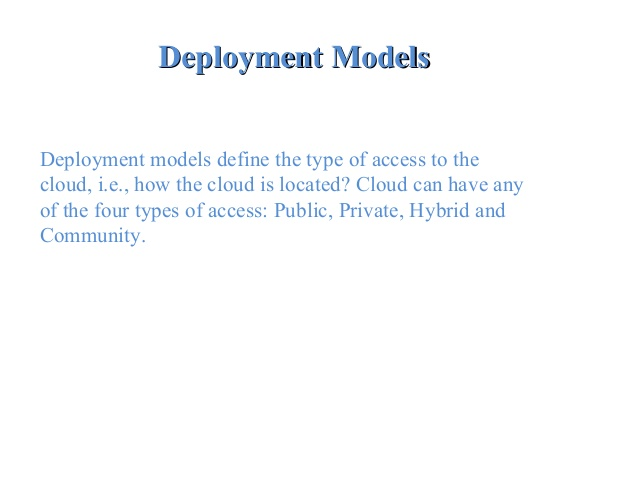 Deployment Models
Deployment models define the type of access to the
cloud, i.e., how the cloud is located? Cloud can have any
of the four types of access: Public, Private, Hybrid and
Community.